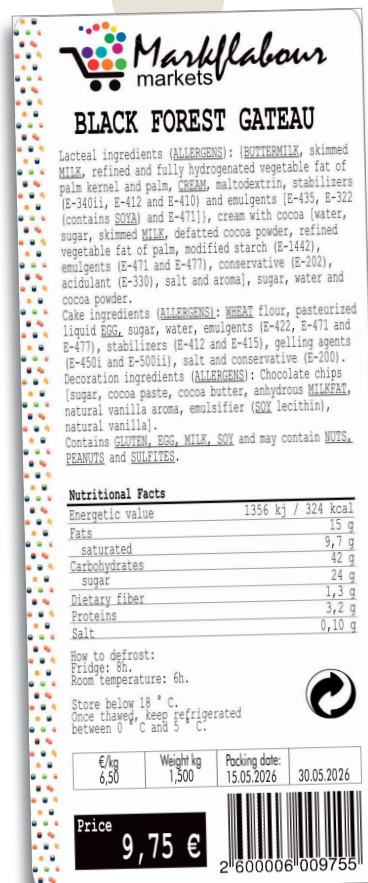 Markflabour
markets
BLACK FOREST GATEAU
Lacteal ingredients (ALLERGENS): {BUTTERMILK, skimmed
MILK, refined and fully hydrogenated vegetable fat of
palm kernel and palm, CREAM, maltodextrin, stabilizers
(E-340ii, E-412 and E-410) and emulgents [E-435, E-322
(contains SOYA) and E-471]}, cream with cocoa [water,
sugar, skimmed MILK, defatted cocoa powder, refined
vegetable fat of palm, modified starch (E-1442),
emulgents (E-471 and E-477), conservative (E-202),
acidulant (E-330), salt and aroma], sugar, water and
cocoa powder.
Cake ingredients (ALLERGENS): WHEAT flour, pasteurized
liquid EGG, sugar, water, emulgents (E-422, E-471 and
E-477), stabilizers (E-412 and E-415), gelling agents
(E-450i and E-500ii), salt and conservative (E-200).
Decoration ingredients (ALLERGENS): Chocolate chips
[sugar, cocoa paste, cocoa butter, anhydrous MILKFAT,
natural vanilla aroma, emulsifier (SOY lecithin),
natural vanilla].
Contains GLUTEN, EGG, MILK, SOY and may contain NUTS,
PEANUTS and SULFITES.
Nutritional Facts
Energetic value 1356 kj / 324 kcal
Fats 15 g
saturated 9,7 g
Carbohydrates 42 g
sugar 24 g
Dietary fiber 1,3 g
Proteins 3,2 g
Salt 0,10 g
How to defrost:
Fridge: 8h.
Room temperature: 6h.
Store below 18 ° C.
Once thawed, keep refrigerated
between 0 ° C and 5 ° C.
€/kg Weight kg Packing date:
6,50 1,500 15.05.2026 30.05.2026
Price
9,75 €
2 600006 009755